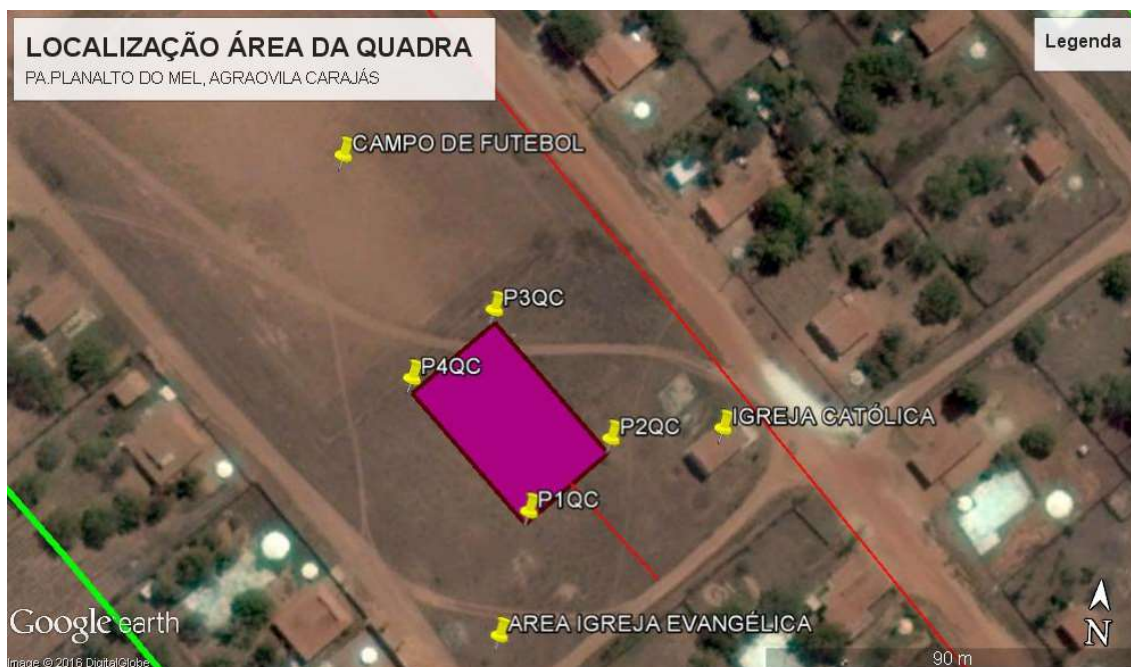 LOCALIZAÇÃO ÁREA DA QUADRA
PA.PLANALTO DO MEL, AGRAOVILA CARAJÁS
Legenda
CAMPO DE FUTEBOL
P3QC
P4QC
IGREJA CATÓLICA
P2QC
P1QC
AREA IGREJA EVANGÉLICA
Google earth
N
Image © 2016 DigitalGlobe
90 m